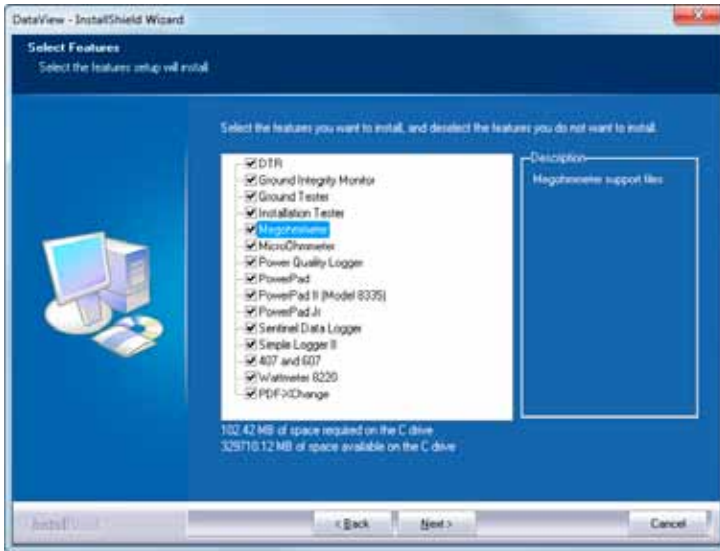 DataView - InstallShield Wizard
Select Features
Select the features setup will install.
Select the features you want to install, and deselect the features you do not want to install.
DTR
Ground Integrity Monitor
Ground Tester
Installation Tester
Megohmmeter
MicroOhmmeter
Power Quality Logger
PowerPad
PowerPad II (Model 8335)
PowerPad Jr
Sentinel Data Logger
Simple Logger II
407 and 607
Wattmeter 8220
PDF-XChange
Description
Megohmmeter support files
102.42 MB of space required on the C drive
329710.12 MB of space available on the C drive
< Back
Next >
Cancel